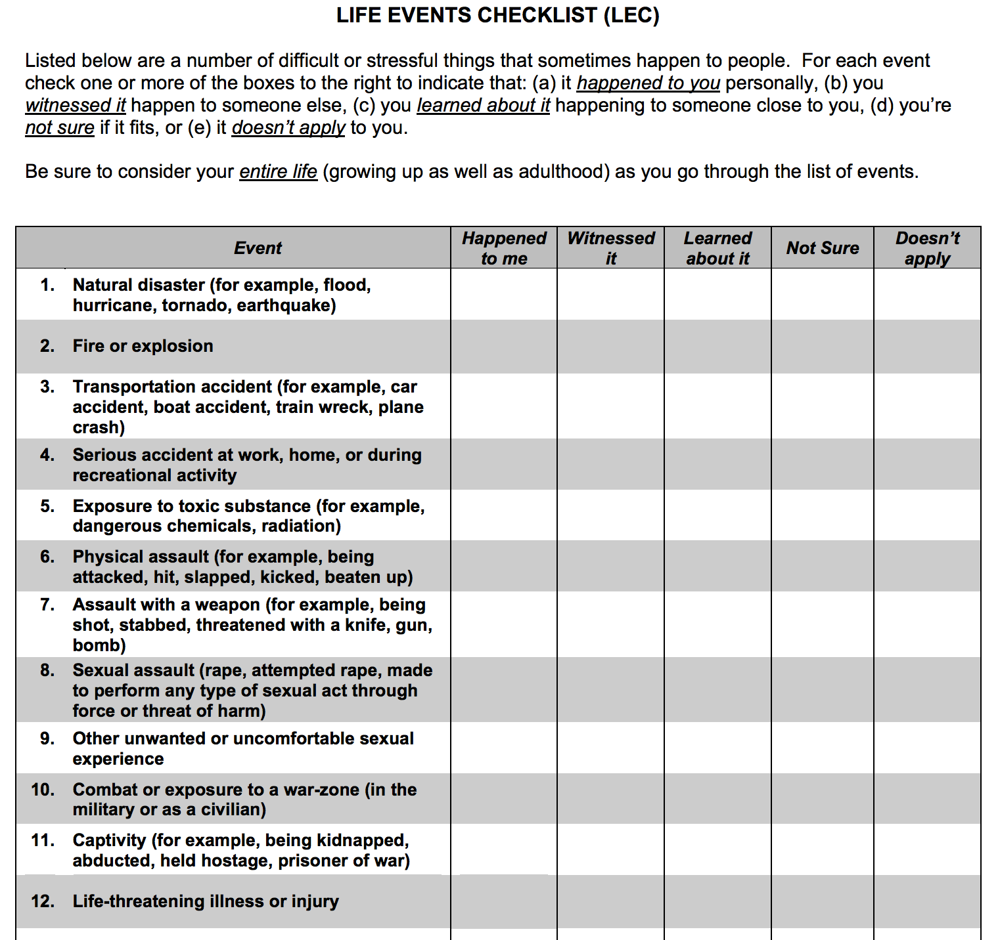 LIFE EVENTS CHECKLIST (LEC)
Listed below are a number of difficult or stressful things that sometimes happen to people.  For each event
check one or more of the boxes to the right to indicate that: (a) it happened to you personally, (b) you
witnessed it happen to someone else, (c) you learned about it happening to someone close to you, (d) you’re
not sure if it fits, or (e) it doesn’t apply to you.
Be sure to consider your entire life (growing up as well as adulthood) as you go through the list of events.
Event
Happened
to me
Witnessed
it
Learned
about it
Not Sure
Doesn’t
apply
1. Natural disaster (for example, flood,
hurricane, tornado, earthquake)
2. Fire or explosion
3. Transportation accident (for example, car
accident, boat accident, train wreck, plane
crash)
4. Serious accident at work, home, or during
recreational activity
5. Exposure to toxic substance (for example,
dangerous chemicals, radiation)
6. Physical assault (for example, being
attacked, hit, slapped, kicked, beaten up)
7. Assault with a weapon (for example, being
shot, stabbed, threatened with a knife, gun,
bomb)
8. Sexual assault (rape, attempted rape, made
to perform any type of sexual act through
force or threat of harm)
9. Other unwanted or uncomfortable sexual
experience
10. Combat or exposure to a war-zone (in the
military or as a civilian)
11. Captivity (for example, being kidnapped,
abducted, held hostage, prisoner of war)
12. Life-threatening illness or injury